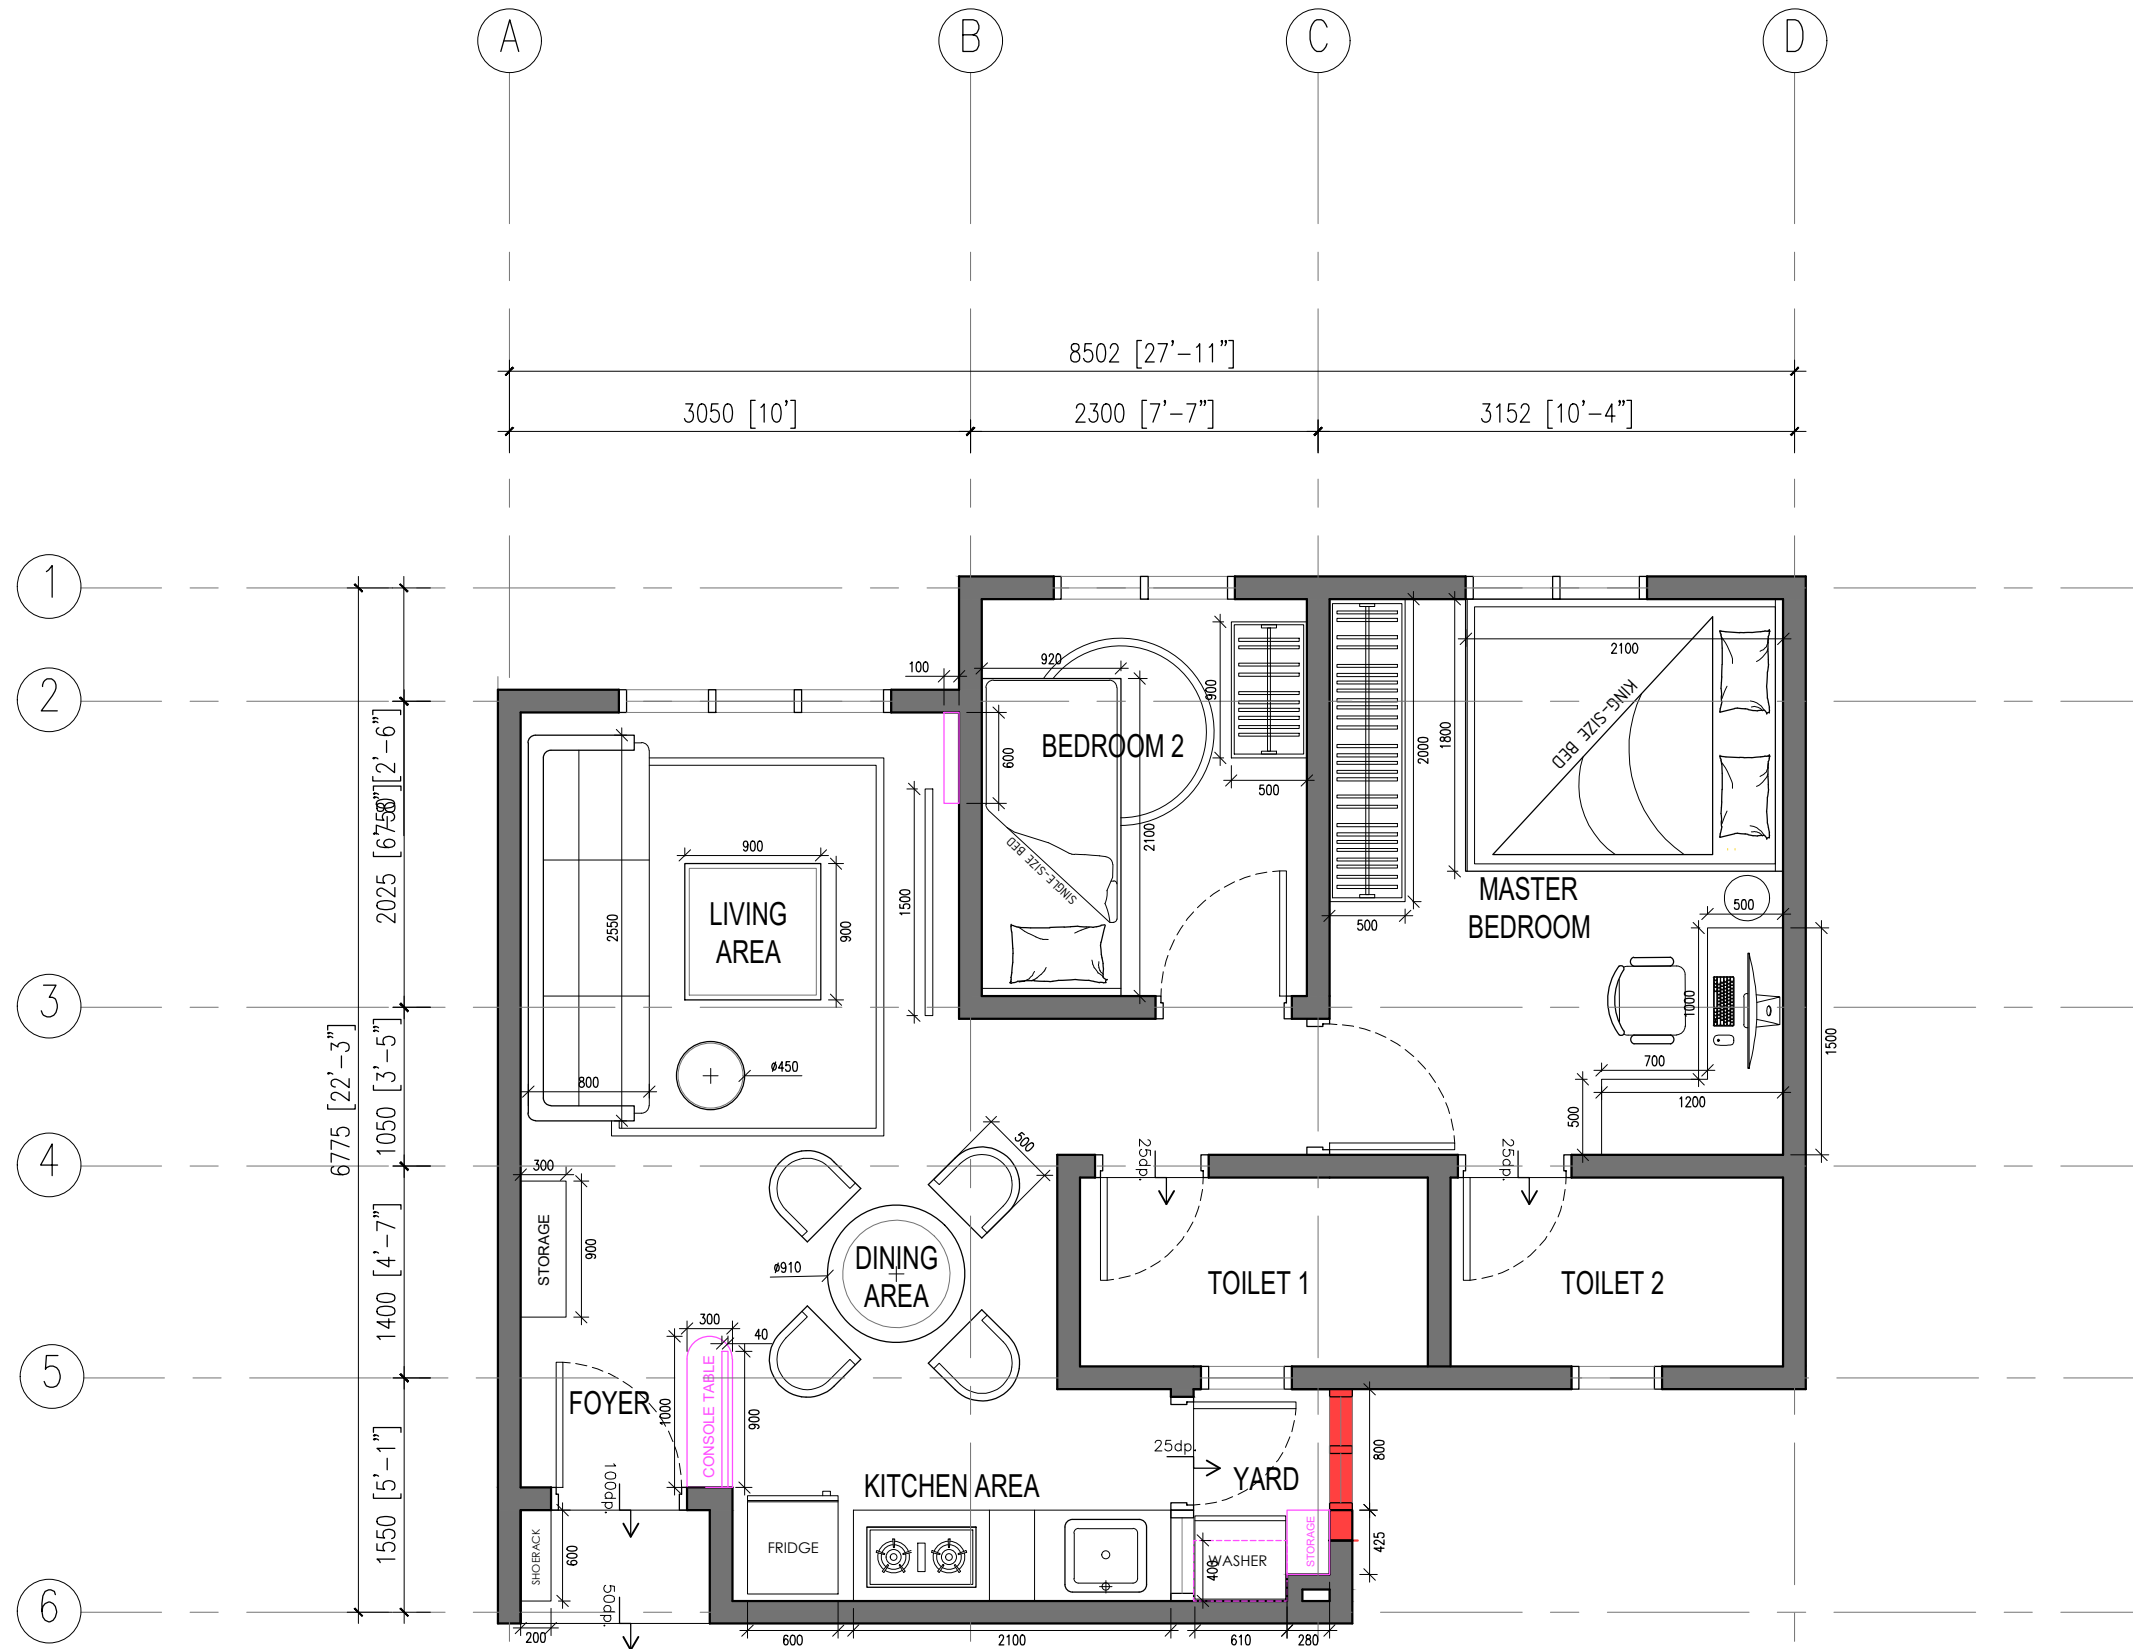 A
B
C
D
8502 [27'-11"]
3050 [10']
2300 [7'-7"]
3152 [10'-4"]
1
2
3
4
5
6
6775 [22'-3"]
750 [2'-6"]
2025 [6'-8"]
1050 [3'-5"]
1400 [4'-7"]
1550 [5'-1"]
100
600
920
900
BEDROOM 2
500
2100
SINGLE-SIZE BED
2000
1800
2100
KING-SIZE BED
500
MASTER
BEDROOM
500
1000
700
1200
500
1500
2550
900
LIVING
AREA
900
1500
800
ø450
500
300
STORAGE
900
ø910
DINING
AREA
25dp.
25dp.
TOILET 1
TOILET 2
300
40
FOYER
1000
CONSOLE TABLE
900
KITCHEN AREA
25dp.
YARD
800
425
100dp.
SHOERACK
600
FRIDGE
WASHER
400
STORAGE
50dp.
200
600
2100
610
280